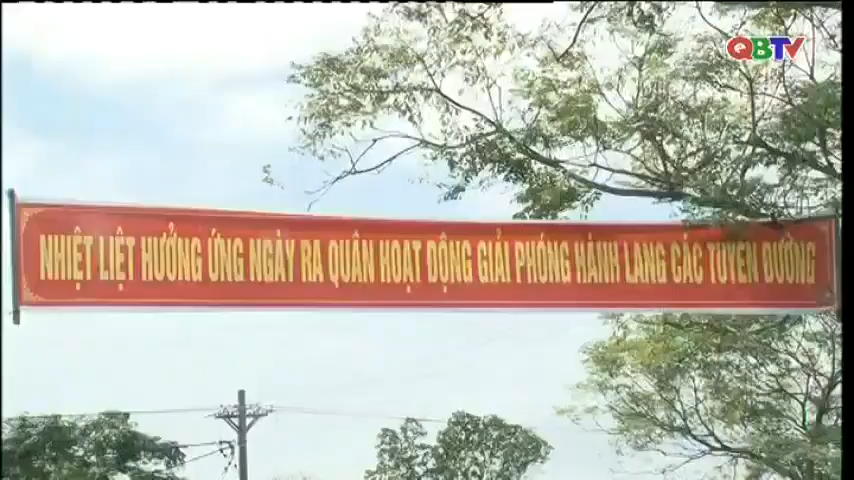 QBTV
NHIỆT LIỆT HƯỞNG ỨNG NGÀY RA QUÂN HOẠT ĐỘNG GIẢI PHÓNG HÀNH LANG CÁC TUYẾN ĐƯỜNG